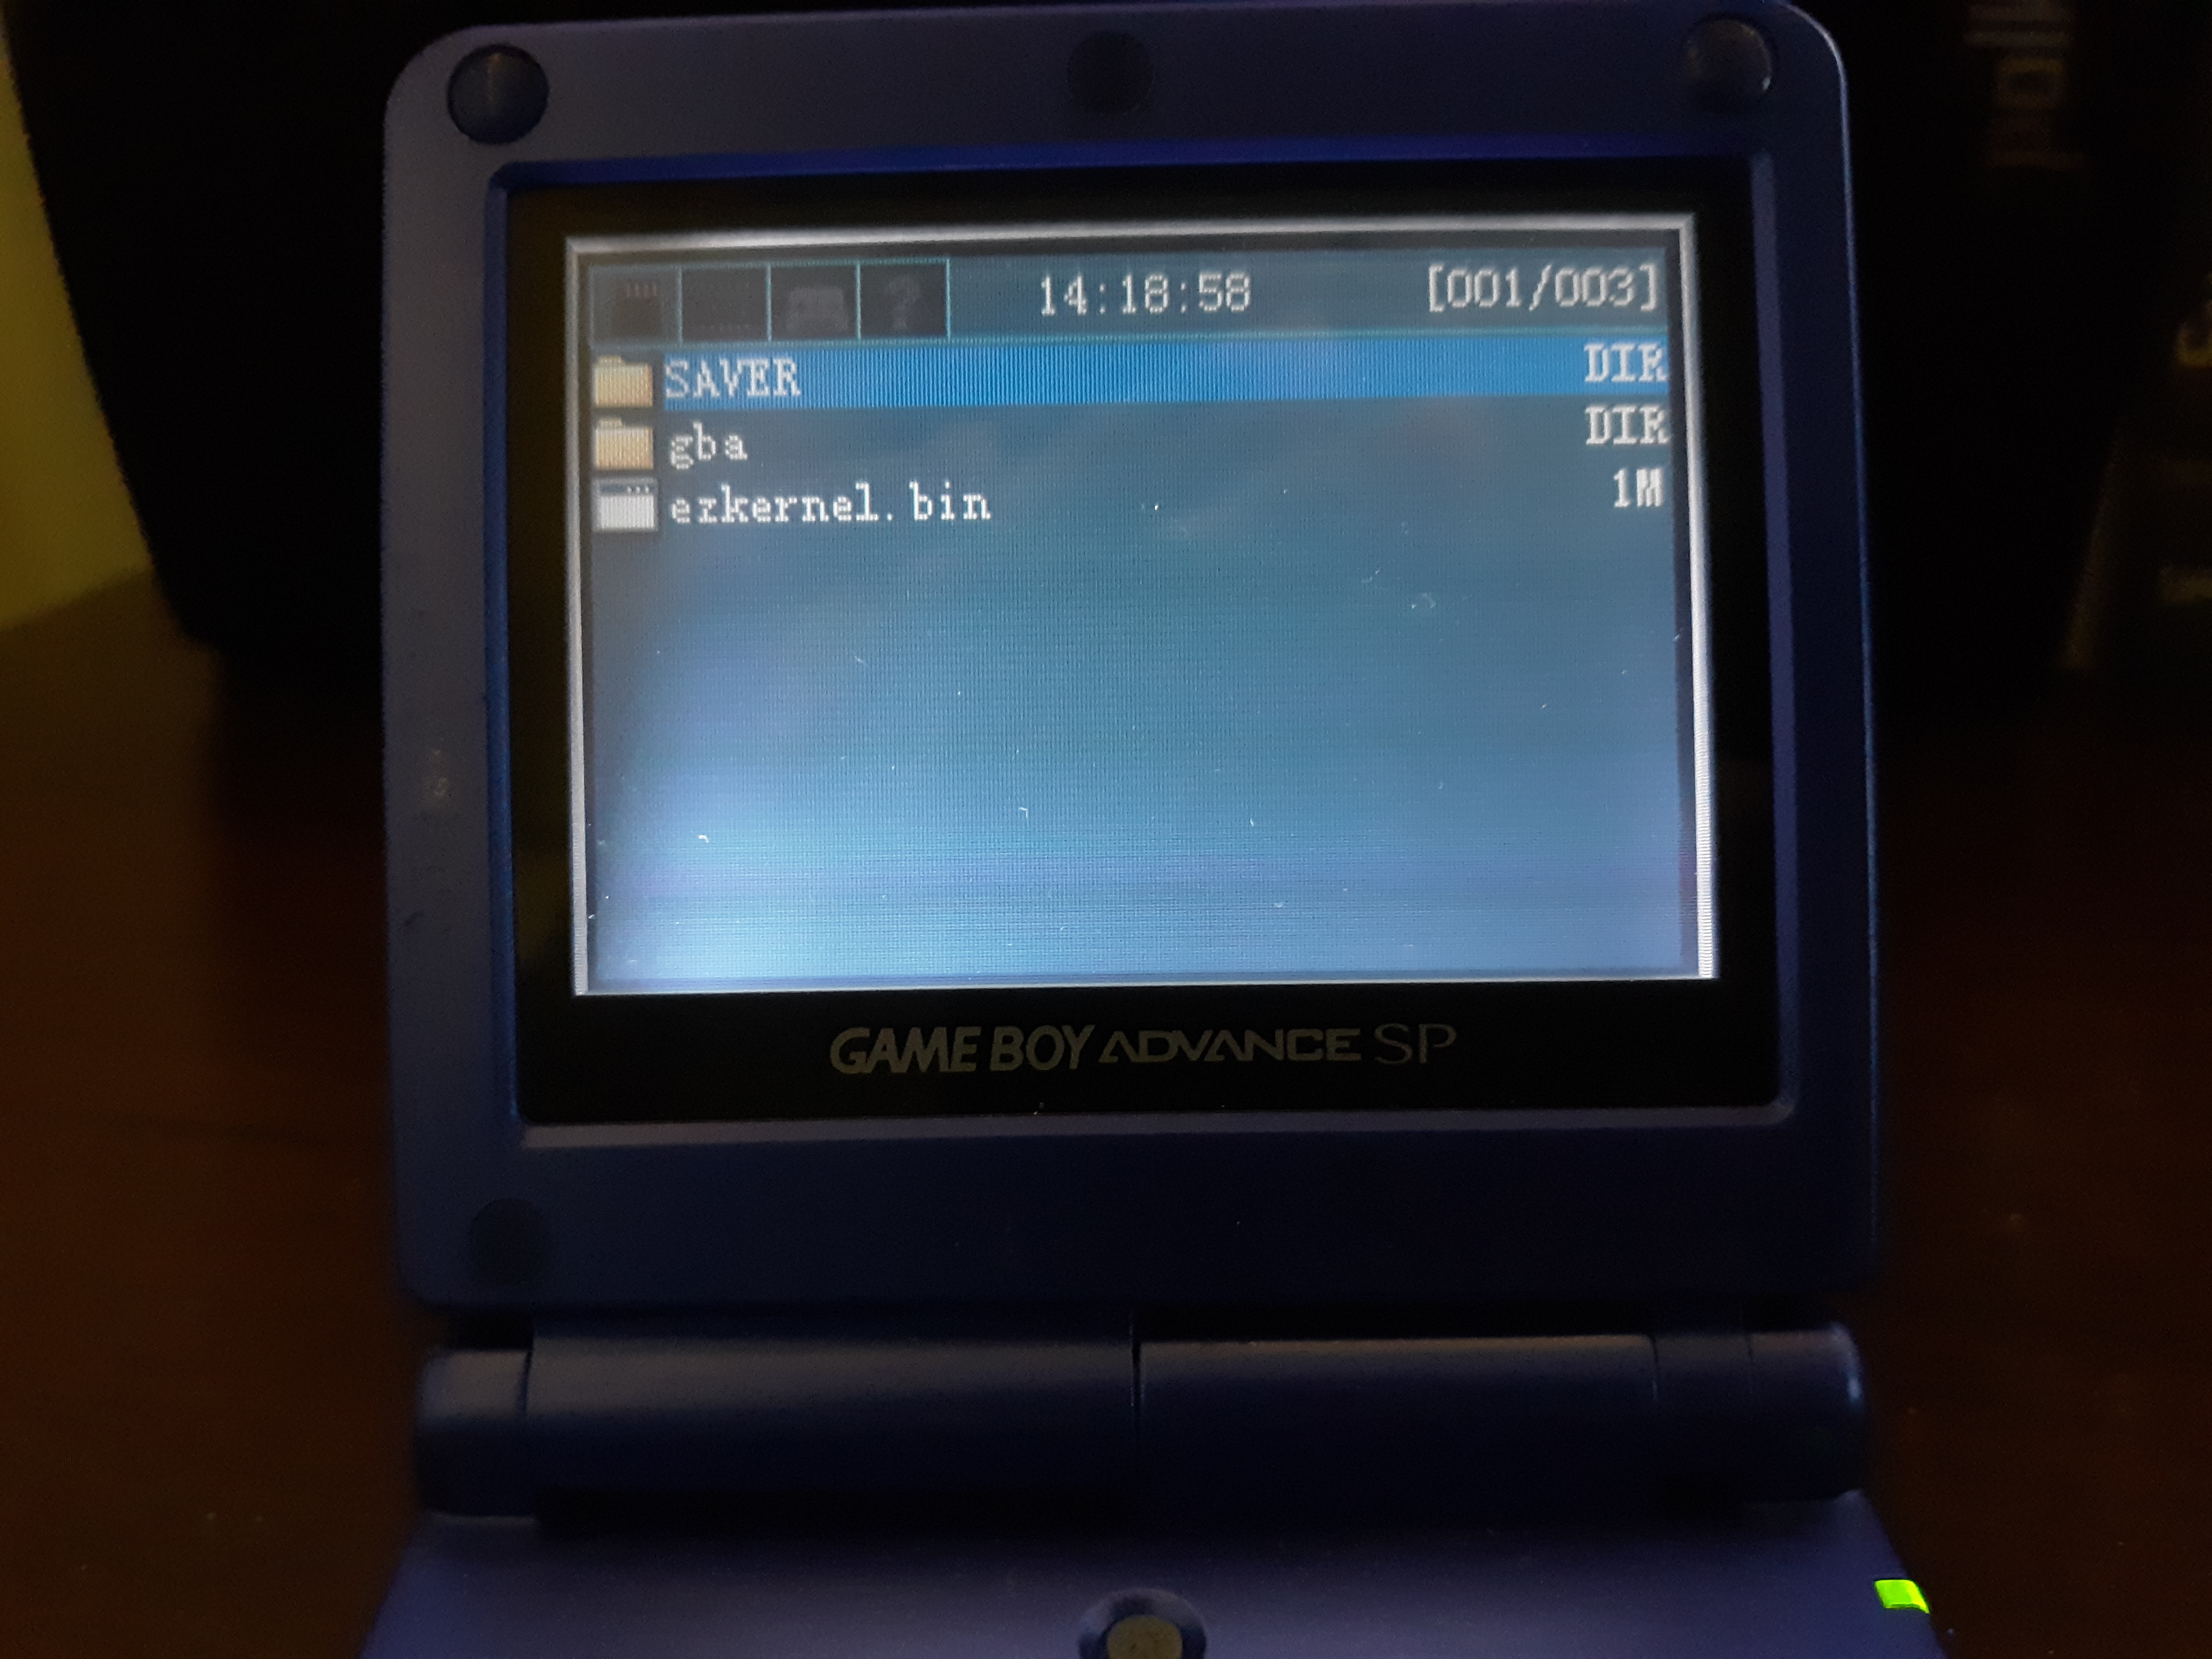 14:18:58 [001/003]
SAVER DIR
gba DIR
ezkernel.bin 1M
GAME BOY ADVANCE SP